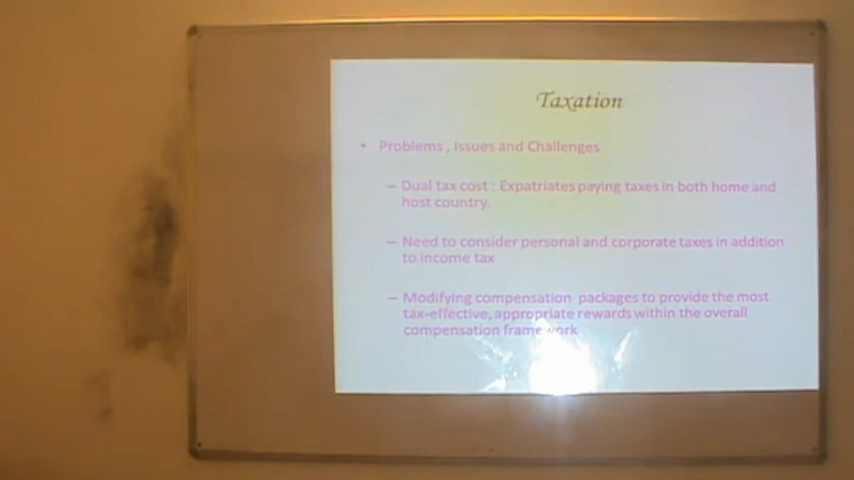 Taxation
• Problems , Issues and Challenges
– Dual tax cost : Expatriates paying taxes in both home and
host country.
– Need to consider personal and corporate taxes in addition
to income tax
– Modifying compensation packages to provide the most
tax-effective, appropriate rewards within the overall
compensation frame work